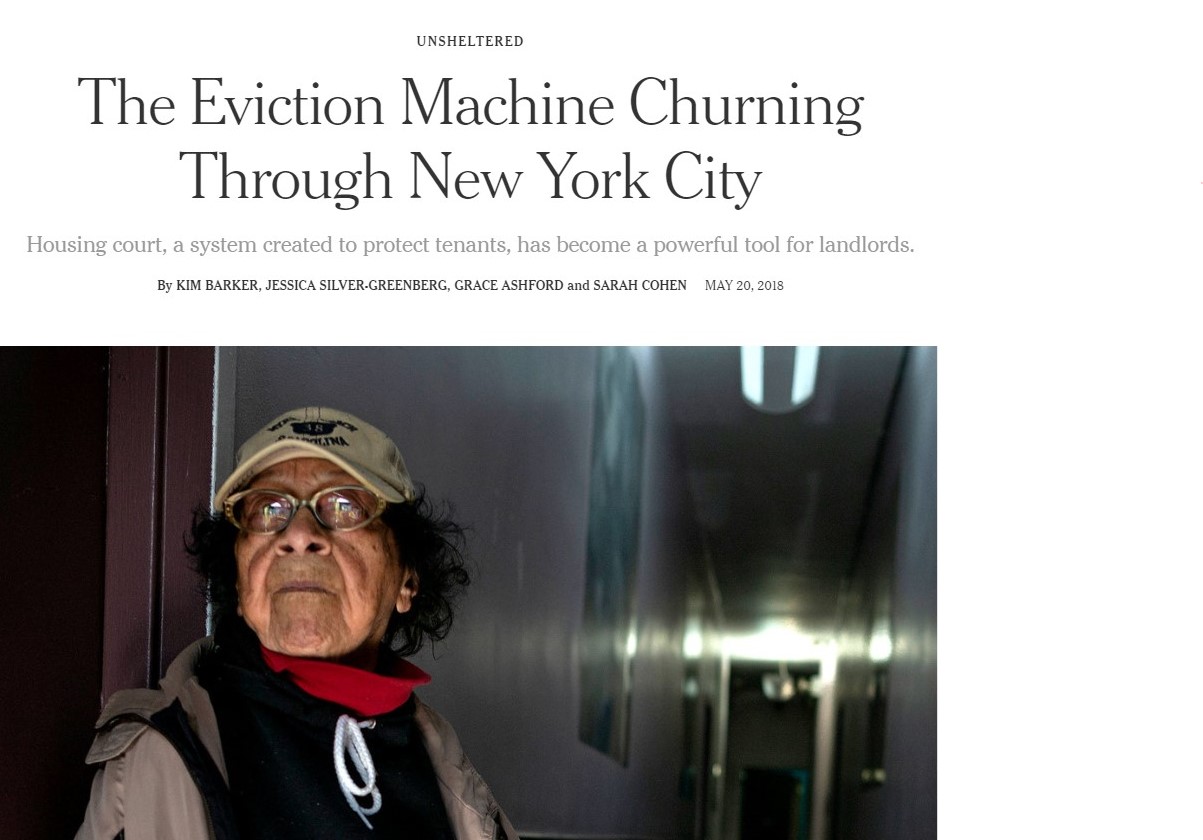 UNSHELTERED
The Eviction Machine Churning
Through New York City
Housing court, a system created to protect tenants, has become a powerful tool for landlords.
By KIM BARKER, JESSICA SILVER-GREENBERG, GRACE ASHFORD and SARAH COHEN MAY 20, 2018
38